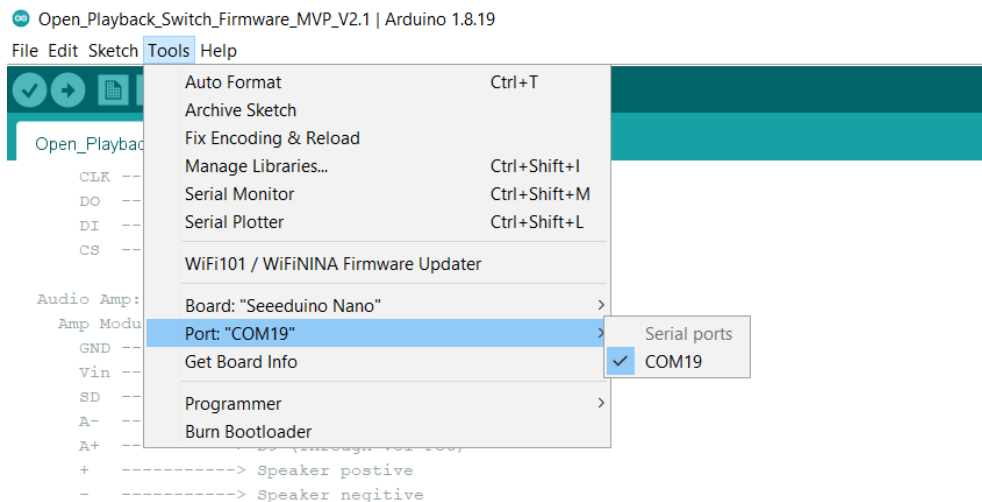 Open_Playback_Switch_Firmware_MVP_V2.1 | Arduino 1.8.19
File Edit Sketch Tools Help
Auto Format Ctrl+T
Archive Sketch
Fix Encoding & Reload
Manage Libraries... Ctrl+Shift+I
Serial Monitor Ctrl+Shift+M
Serial Plotter Ctrl+Shift+L
WiFi101 / WiFiNINA Firmware Updater
Board: "Seeeduino Nano"
Port: "COM19"
Get Board Info
Programmer
Burn Bootloader
Serial ports
COM19
Open_Playbac
CLK --
DO --
DI --
CS --
Audio Amp:
Amp Modu
GND --
Vin --
SD --
A- --
A+ --
+ -----------> Speaker postive
- -----------> Speaker negitive